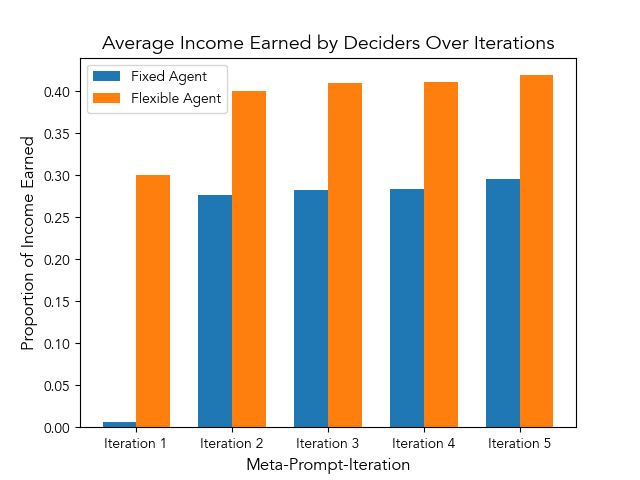 Average Income Earned by Deciders Over Iterations
Fixed Agent
Flexible Agent
Proportion of Income Earned
0.40
0.35
0.30
0.25
0.20
0.15
0.10
0.05
0.00
Iteration 1
Iteration 2
Iteration 3
Iteration 4
Iteration 5
Meta-Prompt-Iteration